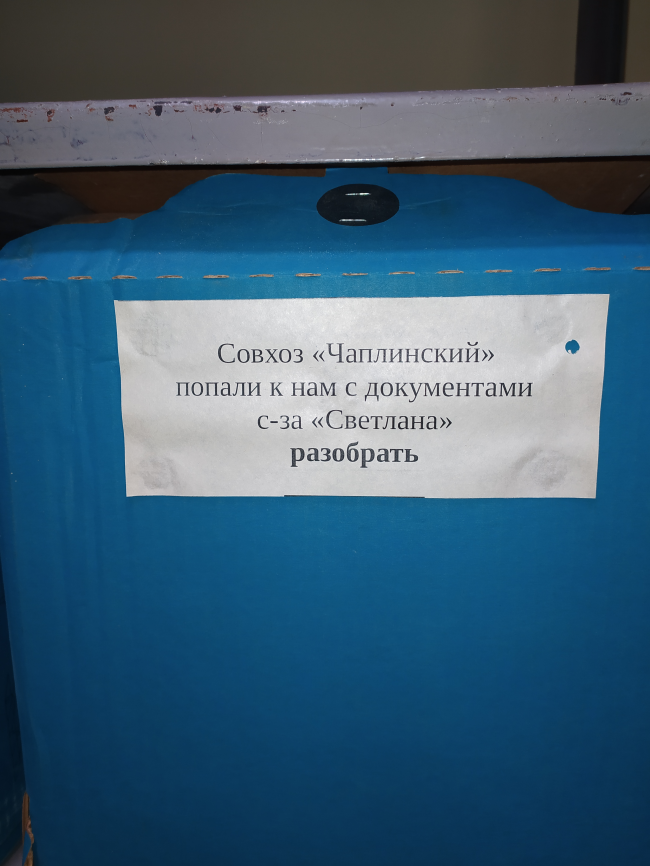 Совхоз «Чаплинский»
попали к нам с документами
с-за «Светлана»
разобрать